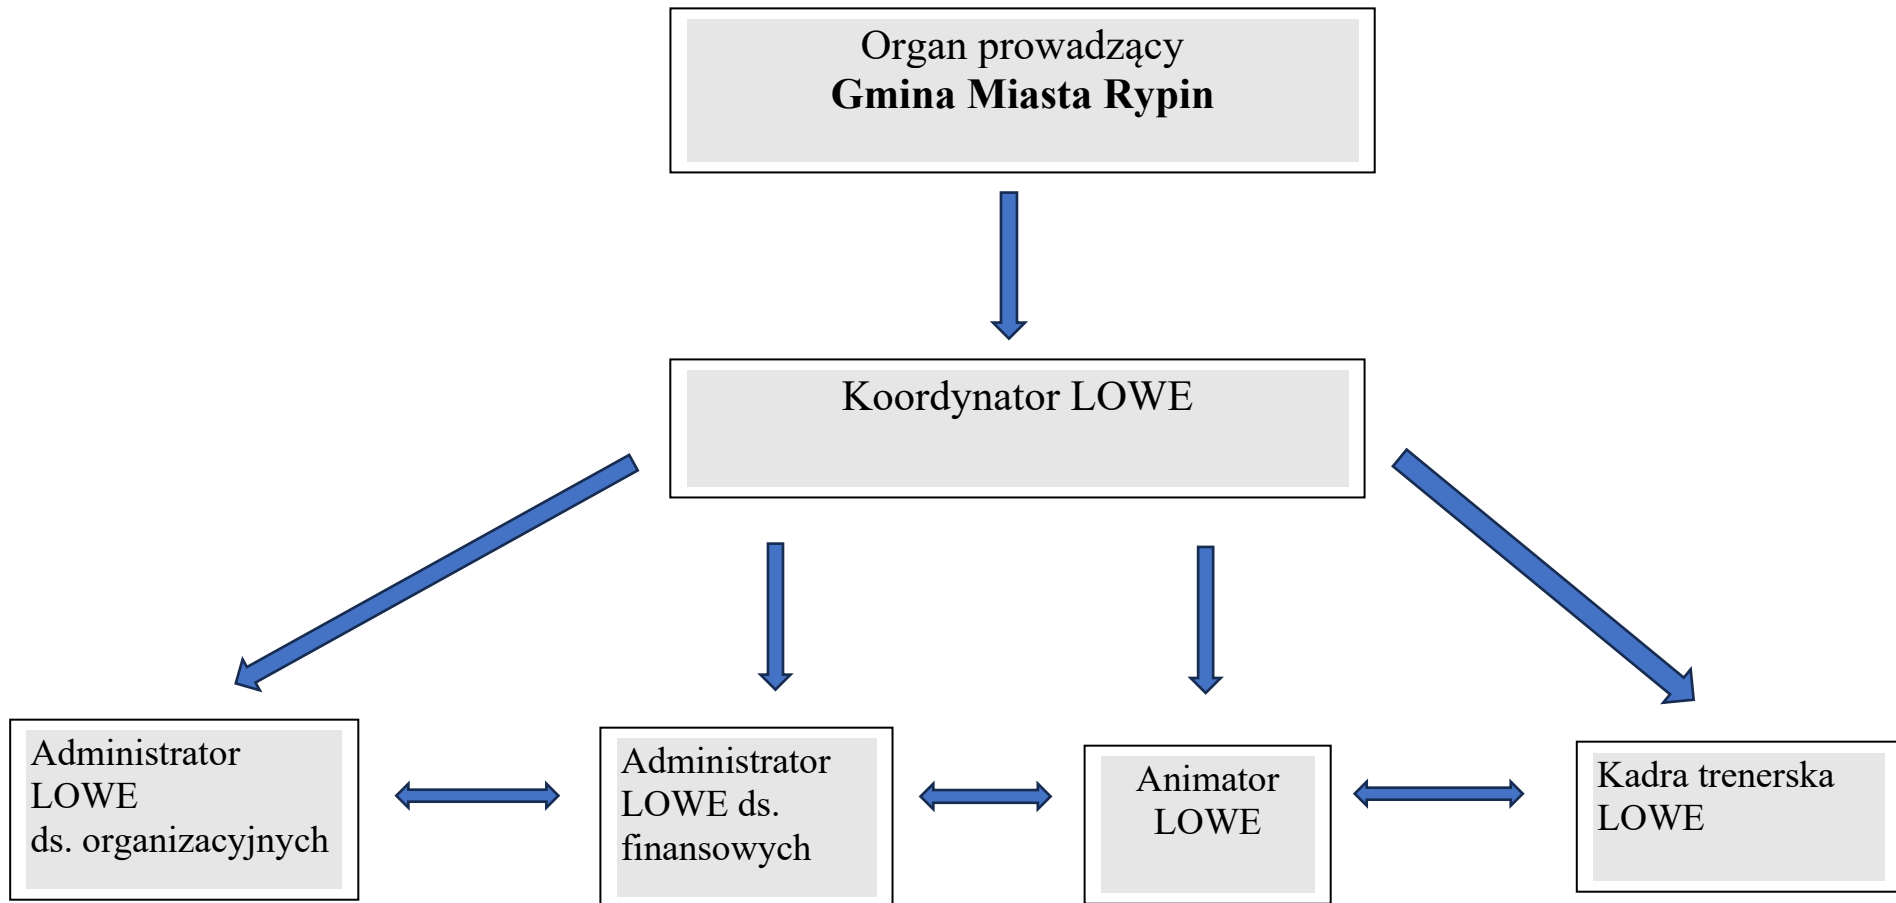 Organ prowadzący
Gmina Miasta Rypin
Koordynator LOWE
Administrator
LOWE
ds. organizacyjnych
Administrator
LOWE ds.
finansowych
Animator
LOWE
Kadra trenerska
LOWE